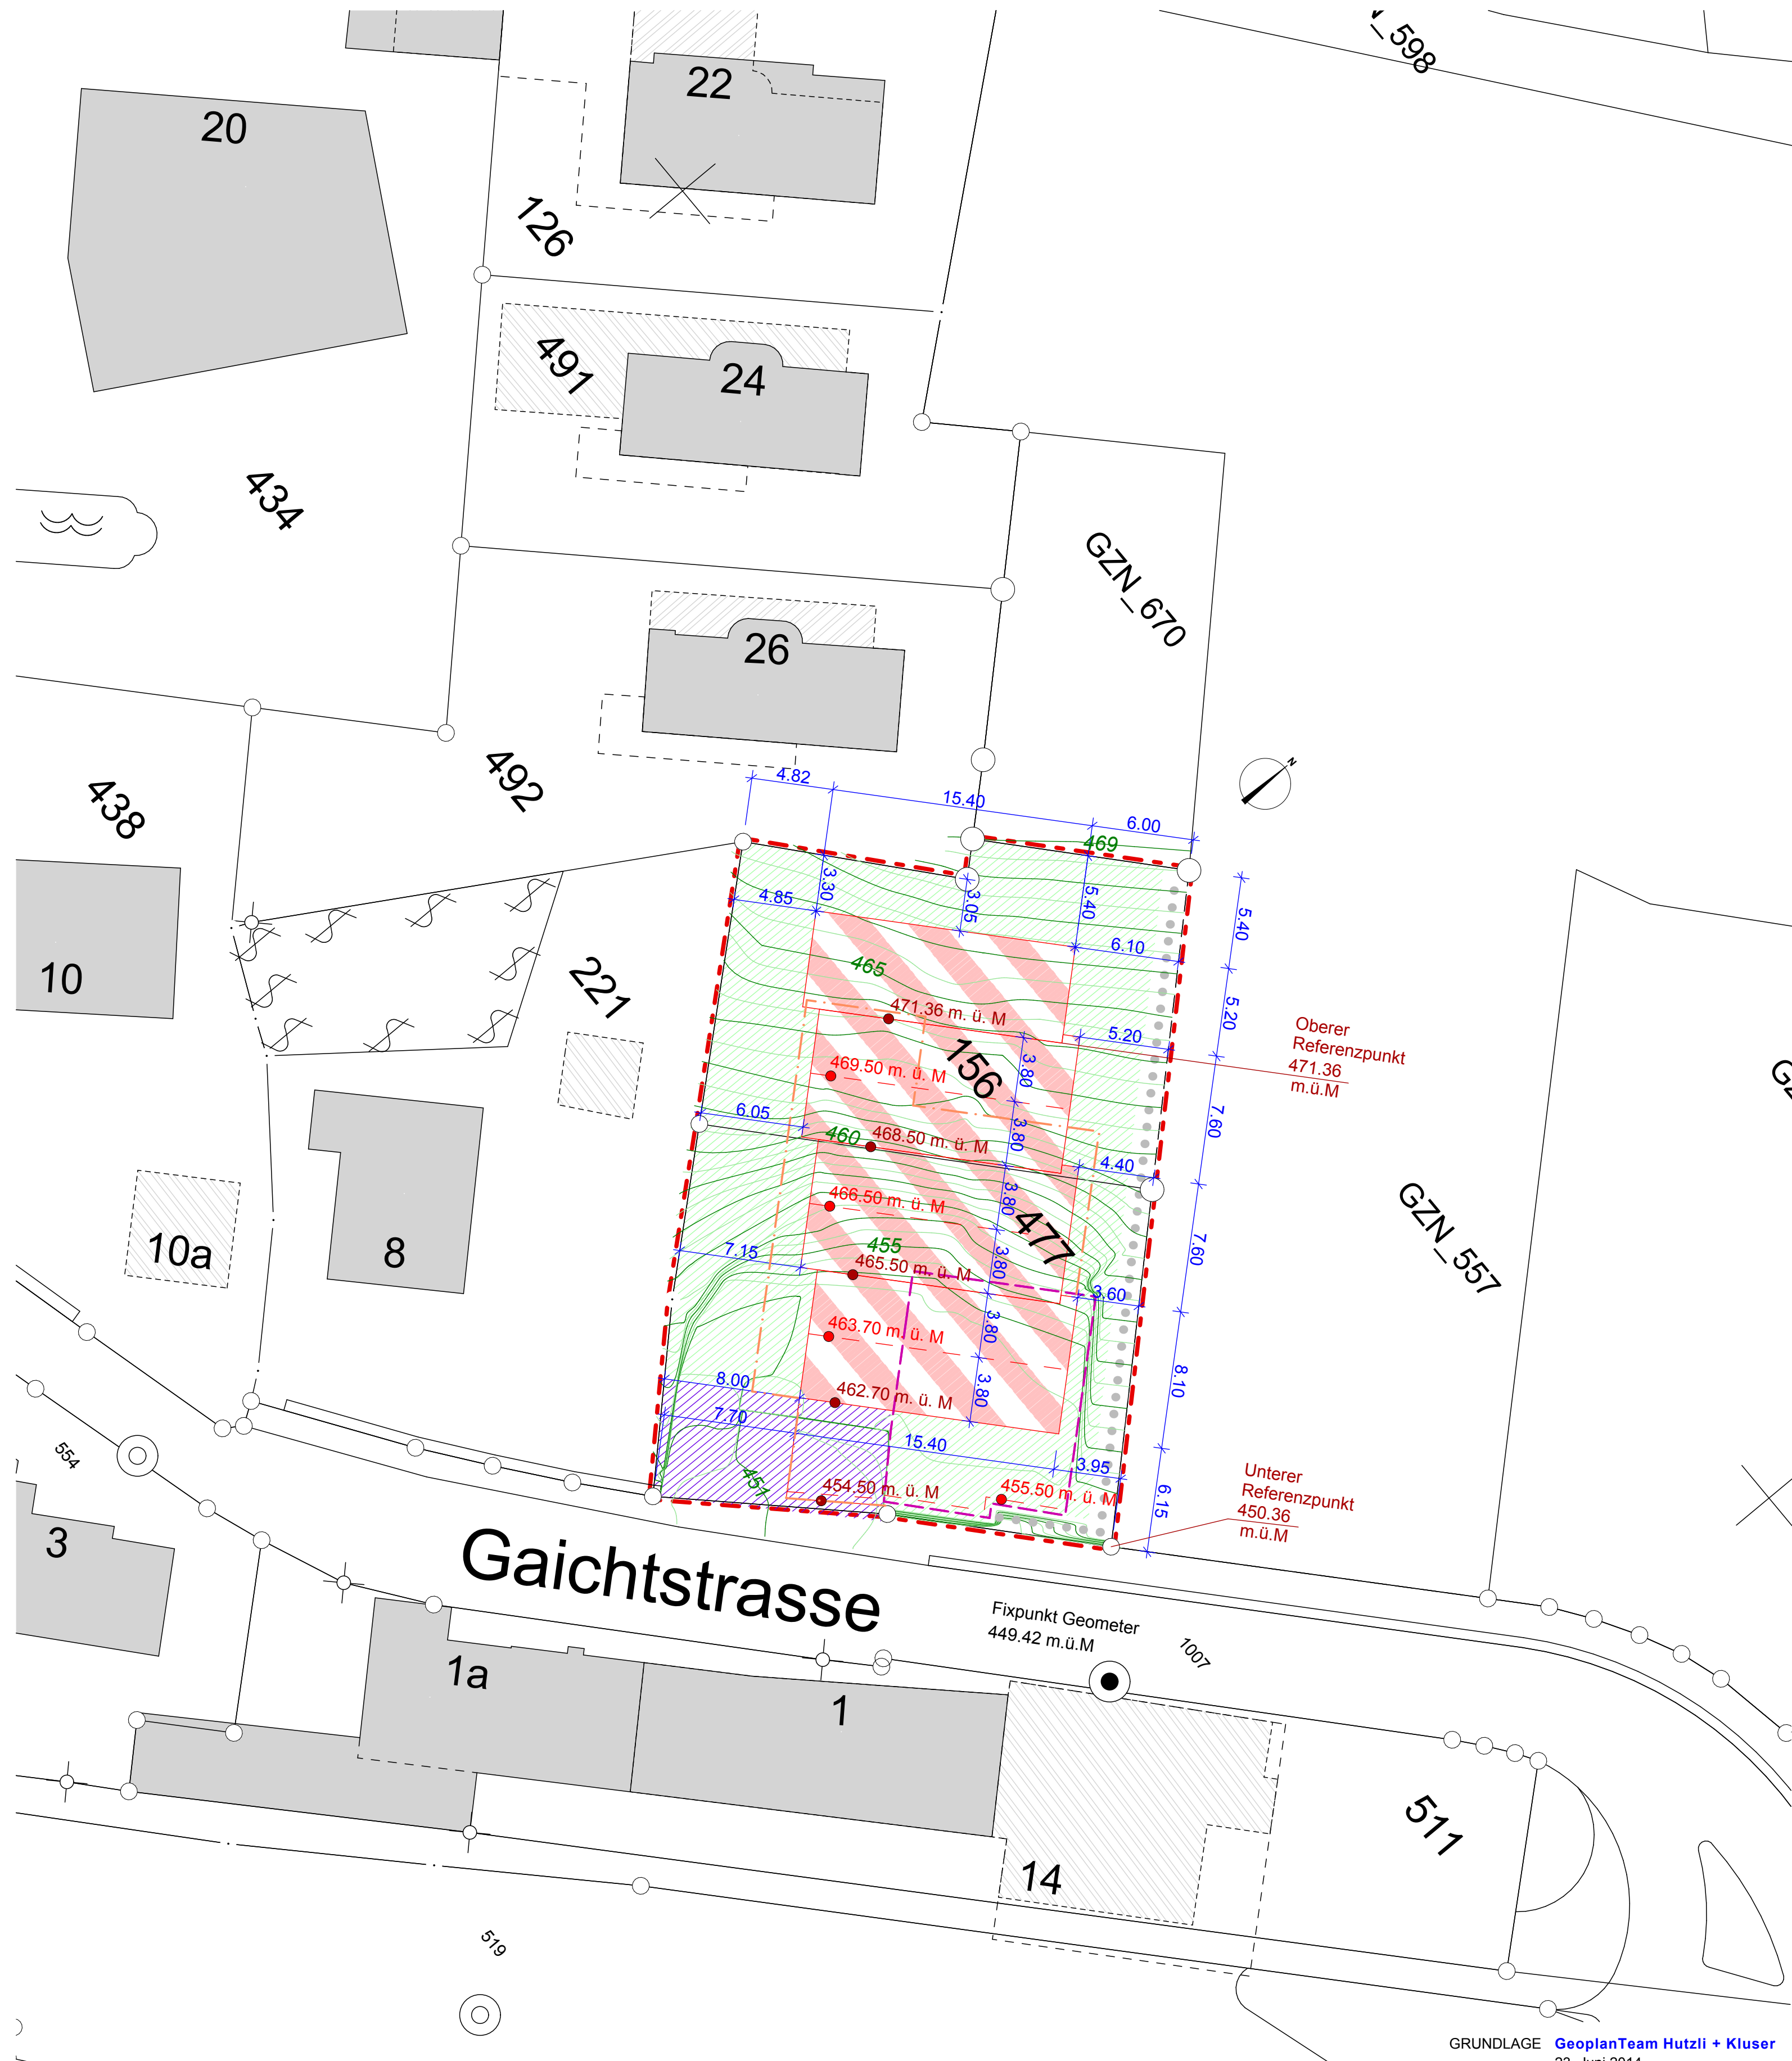 _598
22
20
126
491
24
434
GZN_670
26
492
438
4.82
15.40
6.00
469
3.30
3.05
5.40
4.85
6.10
5.40
465
10
221
471.36 m. ü. M
5.20
5.20
Oberer
Referenzpunkt
471.36
m.ü.M
156
3.80
469.50 m. ü. M
6.05
460
468.50 m. ü. M
3.80
7.60
4.40
466.50 m. ü. M
3.80
477
GZN_557
10a
8
7.15
455
465.50 m. ü. M
3.80
7.60
3.60
463.70 m. ü. M
3.80
8.00
462.70 m. ü. M
3.80
8.10
7.70
15.40
3.95
554
451
454.50 m. ü. M
455.50 m. ü. M
6.15
Unterer
Referenzpunkt
450.36
m.ü.M
3
Gaichtstrasse
Fixpunkt Geometer
449.42 m.ü.M
1007
1a
1
14
511
519
N
GRUNDLAGE GeoplanTeam Hutzli + Kluser